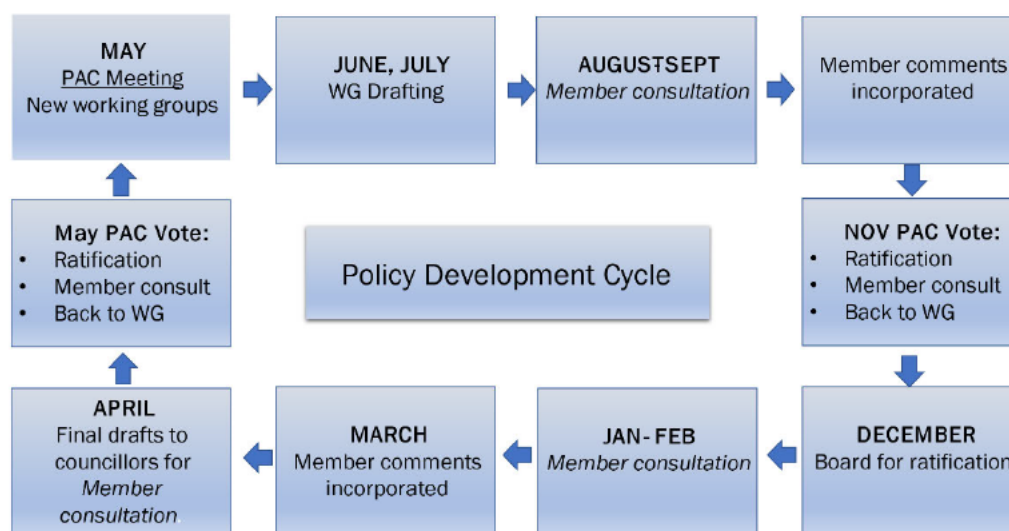 MAY
PAC Meeting
New working groups
JUNE, JULY
WG Drafting
AUGUST-SEPT
Member consultation
Member comments
incorporated
NOV PAC Vote:
• Ratification
• Member consult
• Back to WG
DECEMBER
Board for ratification
JAN- FEB
Member consultation
MARCH
Member comments
incorporated
APRIL
Final drafts to
councillors for
Member
consultation.
May PAC Vote:
• Ratification
• Member consult
• Back to WG
Policy Development Cycle